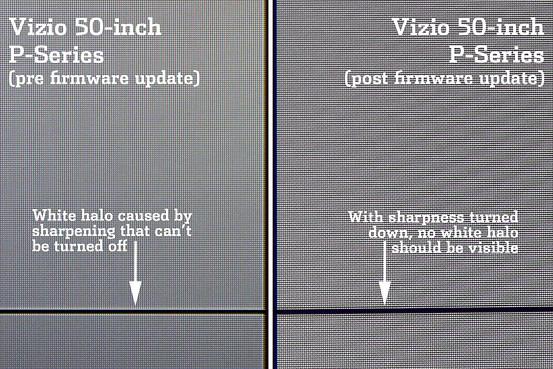 Vizio 50-inch
P-Series
(pre firmware update)
White halo caused by
sharpening that can't
be turned off
Vizio 50-inch
P-Series
(post firmware update)
With sharpness turned
down, no white halo
should be visible